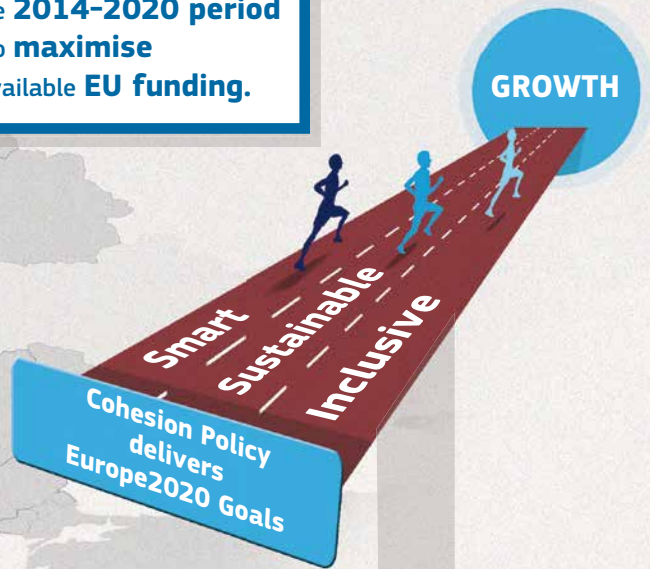 2014-2020 period
maximise
EU funding.
GROWTH
Smart
Sustainable
Inclusive
Cohesion Policy
delivers
Europe2020 Goals